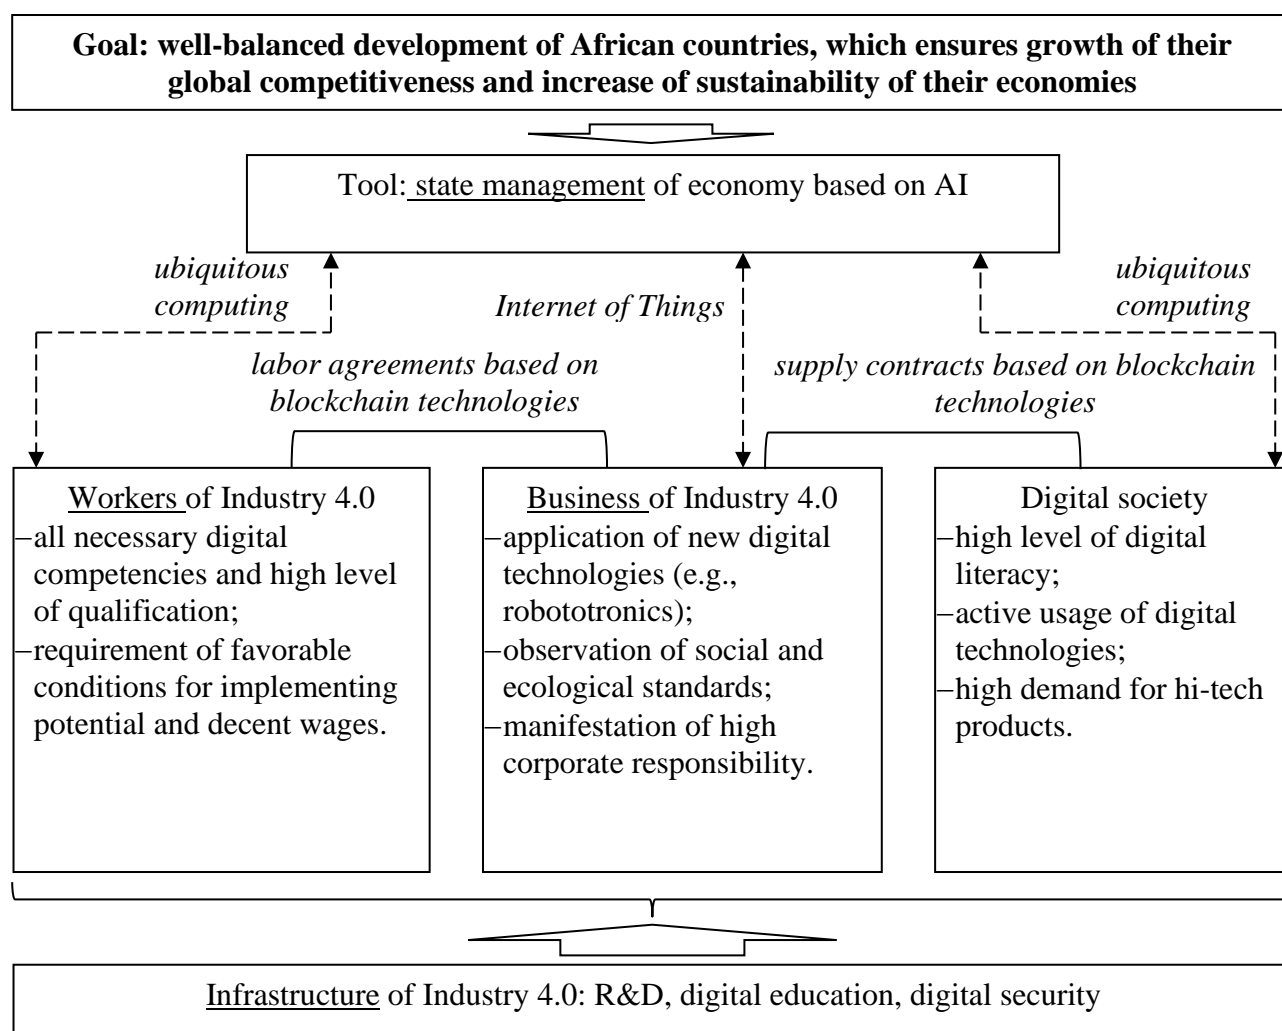 Goal: well-balanced development of African countries, which ensures growth of their
global competitiveness and increase of sustainability of their economies
Tool: state management of economy based on AI
ubiquitous
computing
Internet of Things
ubiquitous
computing
labor agreements based on
blockchain technologies
supply contracts based on blockchain
technologies
Workers of Industry 4.0
−all necessary digital
competencies and high level
of qualification;
−requirement of favorable
conditions for implementing
potential and decent wages.
Business of Industry 4.0
−application of new digital
technologies (e.g.,
robototronics);
−observation of social and
ecological standards;
−manifestation of high
corporate responsibility.
Digital society
−high level of digital
literacy;
−active usage of digital
technologies;
−high demand for hi-tech
products.
Infrastructure of Industry 4.0: R&D, digital education, digital security